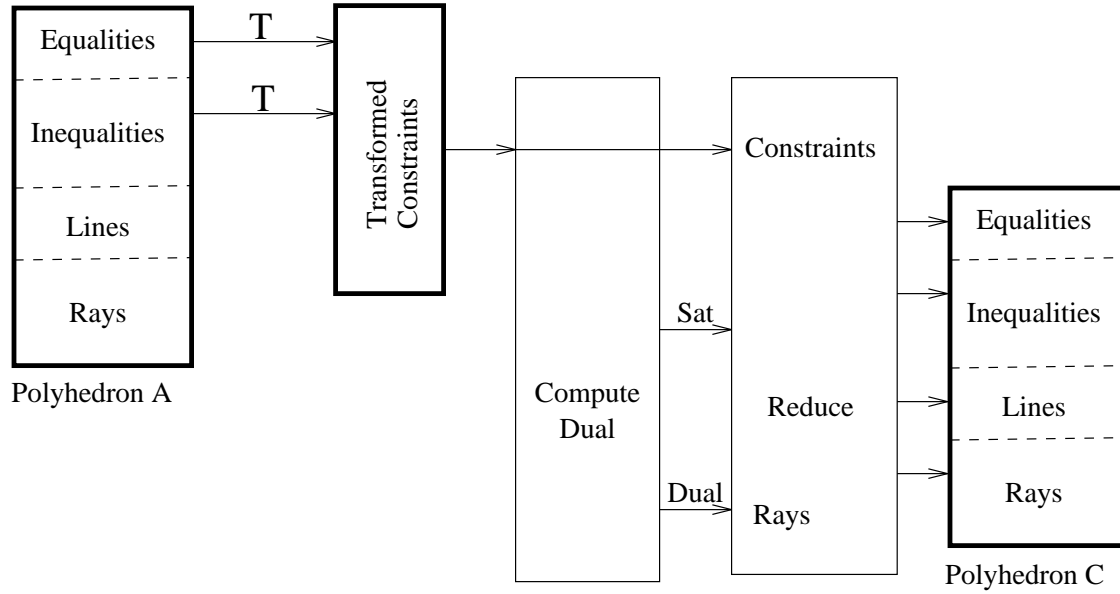 Equalities
Inequalities
Lines
Rays
Polyhedron A
T
T
Transformed
Constraints
Compute
Dual
Sat
Dual
Constraints
Reduce
Rays
Equalities
Inequalities
Lines
Rays
Polyhedron C